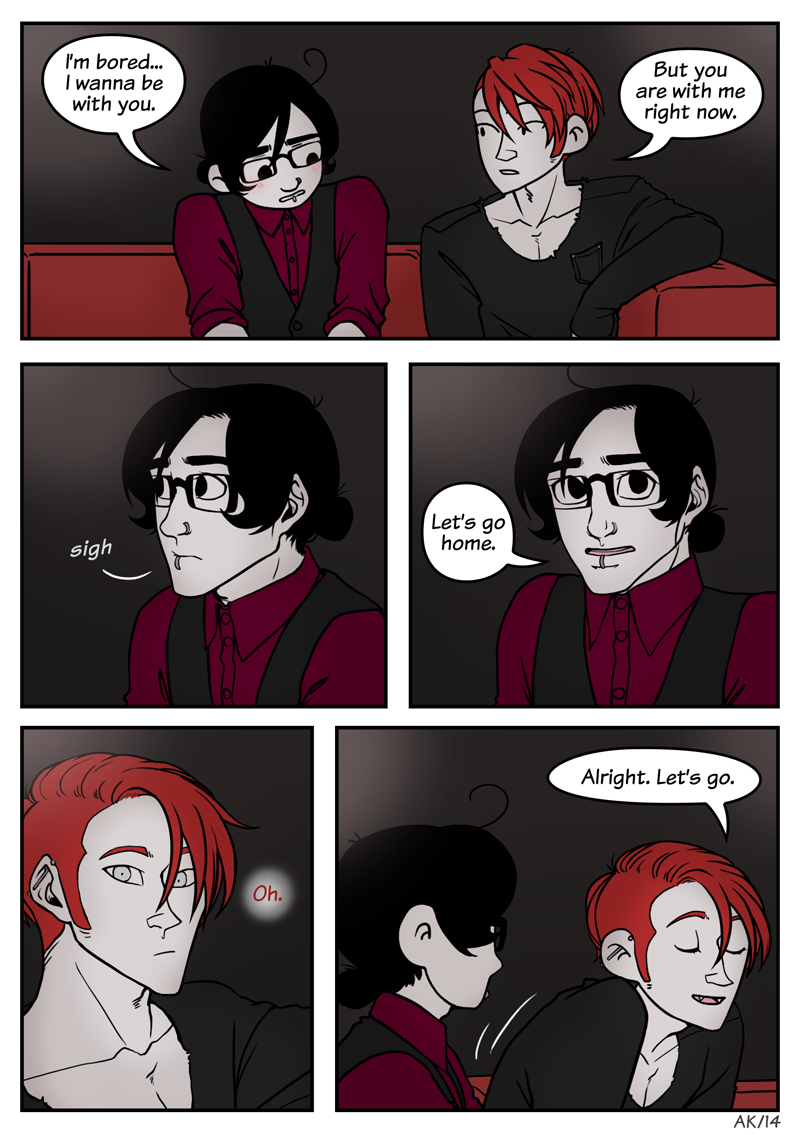 I'm bored...
I wanna be
with you.
But you
are with me
right now.
sigh
Let's go
home.
Oh.
Alright. Let's go.
AK/14